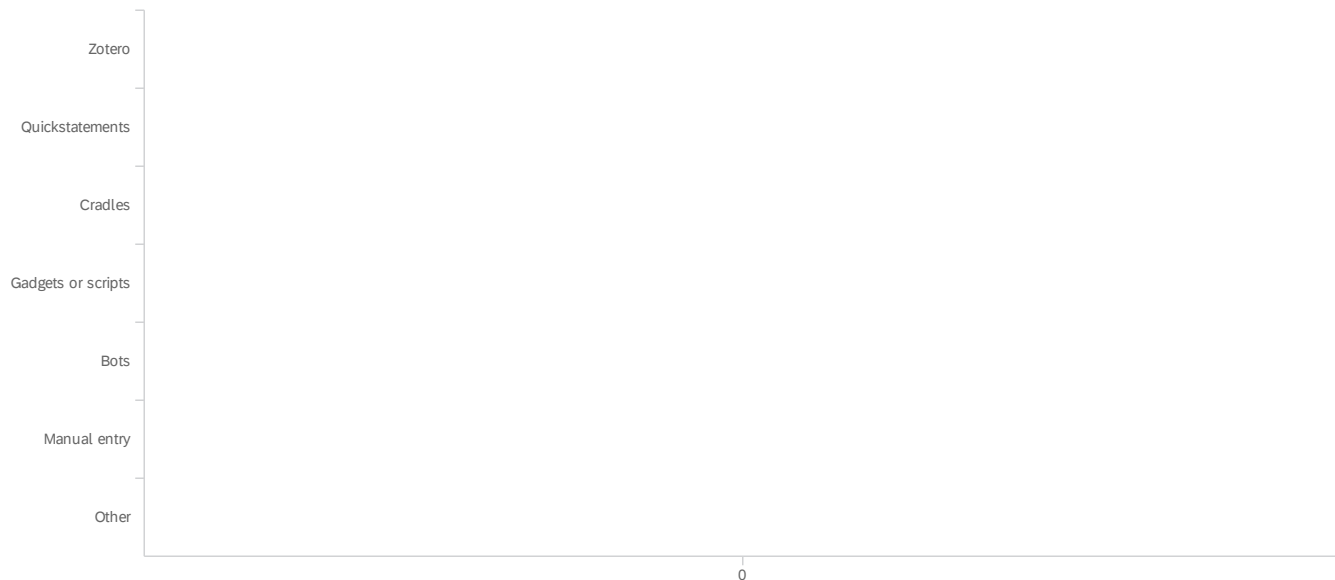 Zotero
Quickstatements
Cradles
Gadgets or scripts
Bots
Manual entry
Other
0